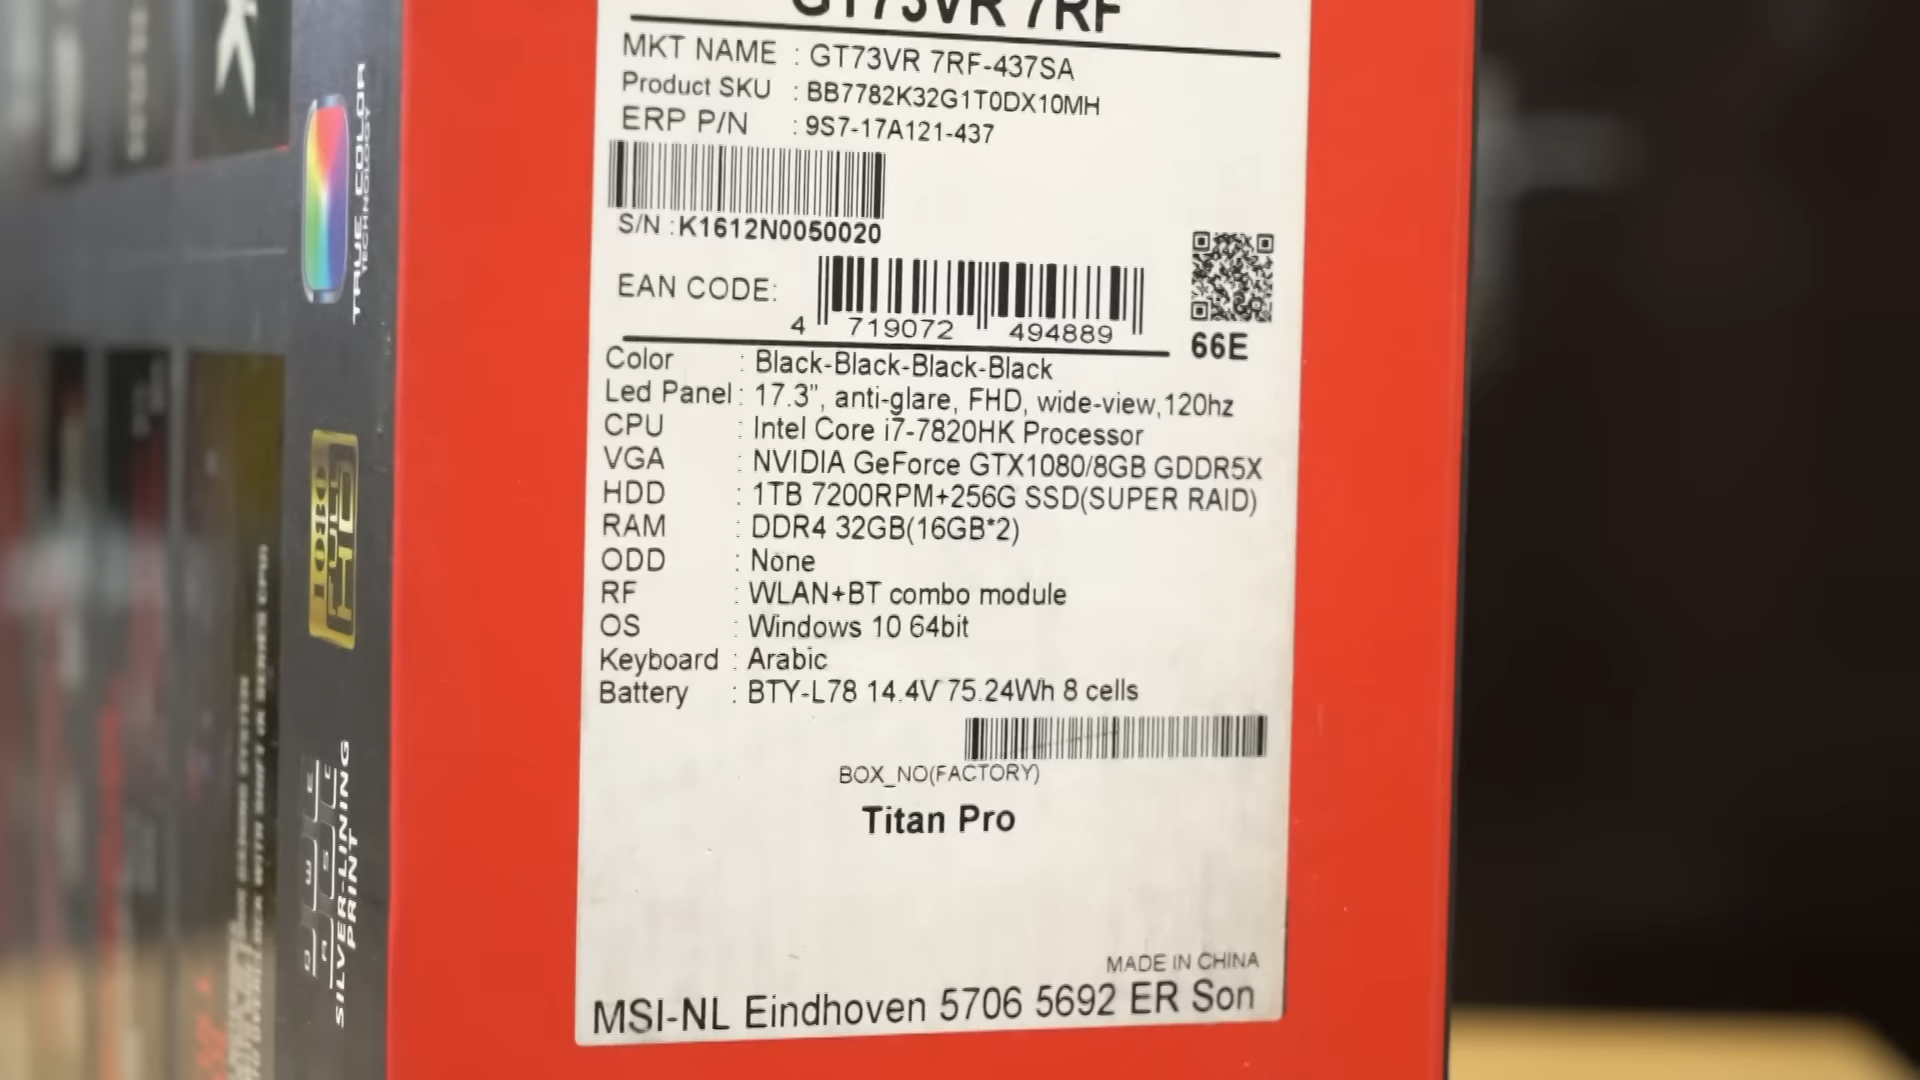 GT73VR 7RF
MKT NAME : GT73VR 7RF-437SA
Product SKU : BB7782K32G1T0DX10MH
ERP P/N : 9S7-17A121-437
S/N : K1612N0050020
EAN CODE:
4 719072 494889
66E
Color : Black-Black-Black-Black
Led Panel : 17.3”, anti-glare, FHD, wide-view,120hz
CPU : Intel Core i7-7820HK Processor
VGA : NVIDIA GeForce GTX1080/8GB GDDR5X
HDD : 1TB 7200RPM+256G SSD(SUPER RAID)
RAM : DDR4 32GB(16GB*2)
ODD : None
RF : WLAN+BT combo module
OS : Windows 10 64bit
Keyboard : Arabic
Battery : BTY-L78 14.4V 75.24Wh 8 cells
BOX_NO(FACTORY)
Titan Pro
MADE IN CHINA
MSI-NL Eindhoven 5706 5692 ER Son
TRUE COLOR
TECHNOLOGY
1080
FULL
HD
SILVER-LINING
PRINT